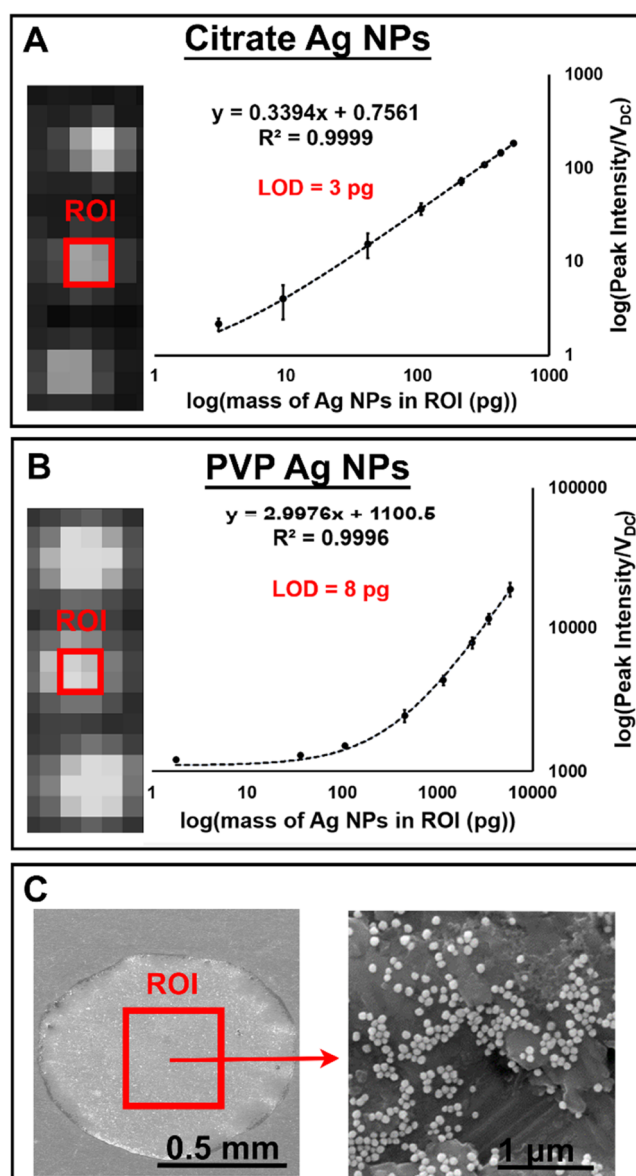 A
Citrate Ag NPs
ROI
y = 0.3394x + 0.7561
R² = 0.9999
LOD = 3 pg
1000
100
10
1
log(Peak Intensity/V_DC)
1 10 100 1000
log(mass of Ag NPs in ROI (pg))
B
PVP Ag NPs
ROI
y = 2.9976x + 1100.5
R² = 0.9996
LOD = 8 pg
100000
10000
1000
log(Peak Intensity/V_DC)
1 10 100 1000 10000
log(mass of Ag NPs in ROI (pg))
C
ROI
0.5 mm
1 µm